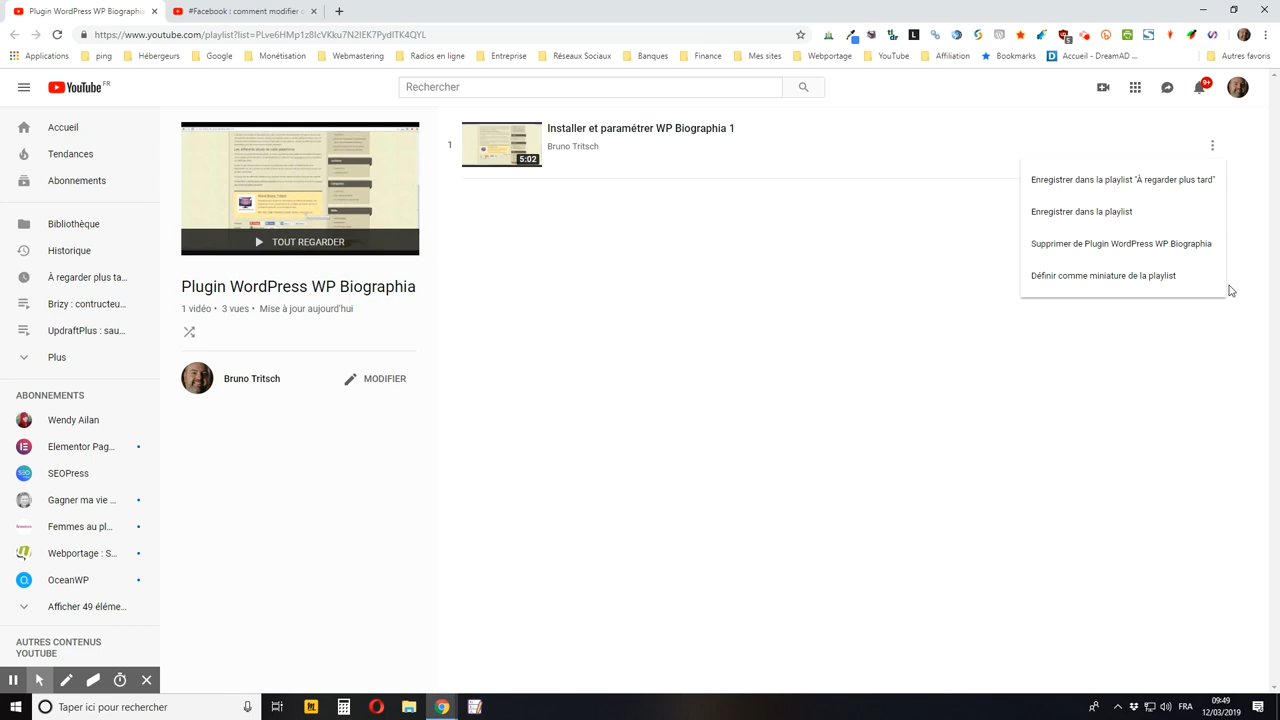 Plugin WordPress WP Biographia
#Facebook : comment modifier c
https://www.youtube.com/playlist?list=PLve6HMp1z8IcVKku7N2IEK7PydITK4QYL
Applications
ping
Hébergeurs
Google
Monétisation
Webmastering
Radios en ligne
Entreprise
Réseaux Sociaux
Banques
Finance
Mes sites
Webportage
YouTube
Affiliation
Bookmarks
Accueil - DreamAD ...
Autres favoris
YouTube FR
Rechercher
9+
Accueil
Bibliothèque
Historique
À regarder plus ta...
Brizy : contructeu...
UpdraftPlus : sau...
Plus
ABONNEMENTS
Wendy Ailan
Elementor Pag...
SEOPress
Gagner ma vie ...
Femmes au pl...
Webportage : S...
OceanWP
Afficher 49 éléme...
AUTRES CONTENUS
YOUTUBE
TOUT REGARDER
Plugin WordPress WP Biographia
1 vidéo • 3 vues • Mise à jour aujourd'hui
Bruno Tritsch
MODIFIER
1
5:02
Installer et paramétrer WP Biographia 1
Bruno Tritsch
Enregistrer dans la playlist "À regarder plus tard"
Enregistrer dans la playlist
Supprimer de Plugin WordPress WP Biographia
Définir comme miniature de la playlist
Taper ici pour rechercher
FRA
09:49
12/03/2019